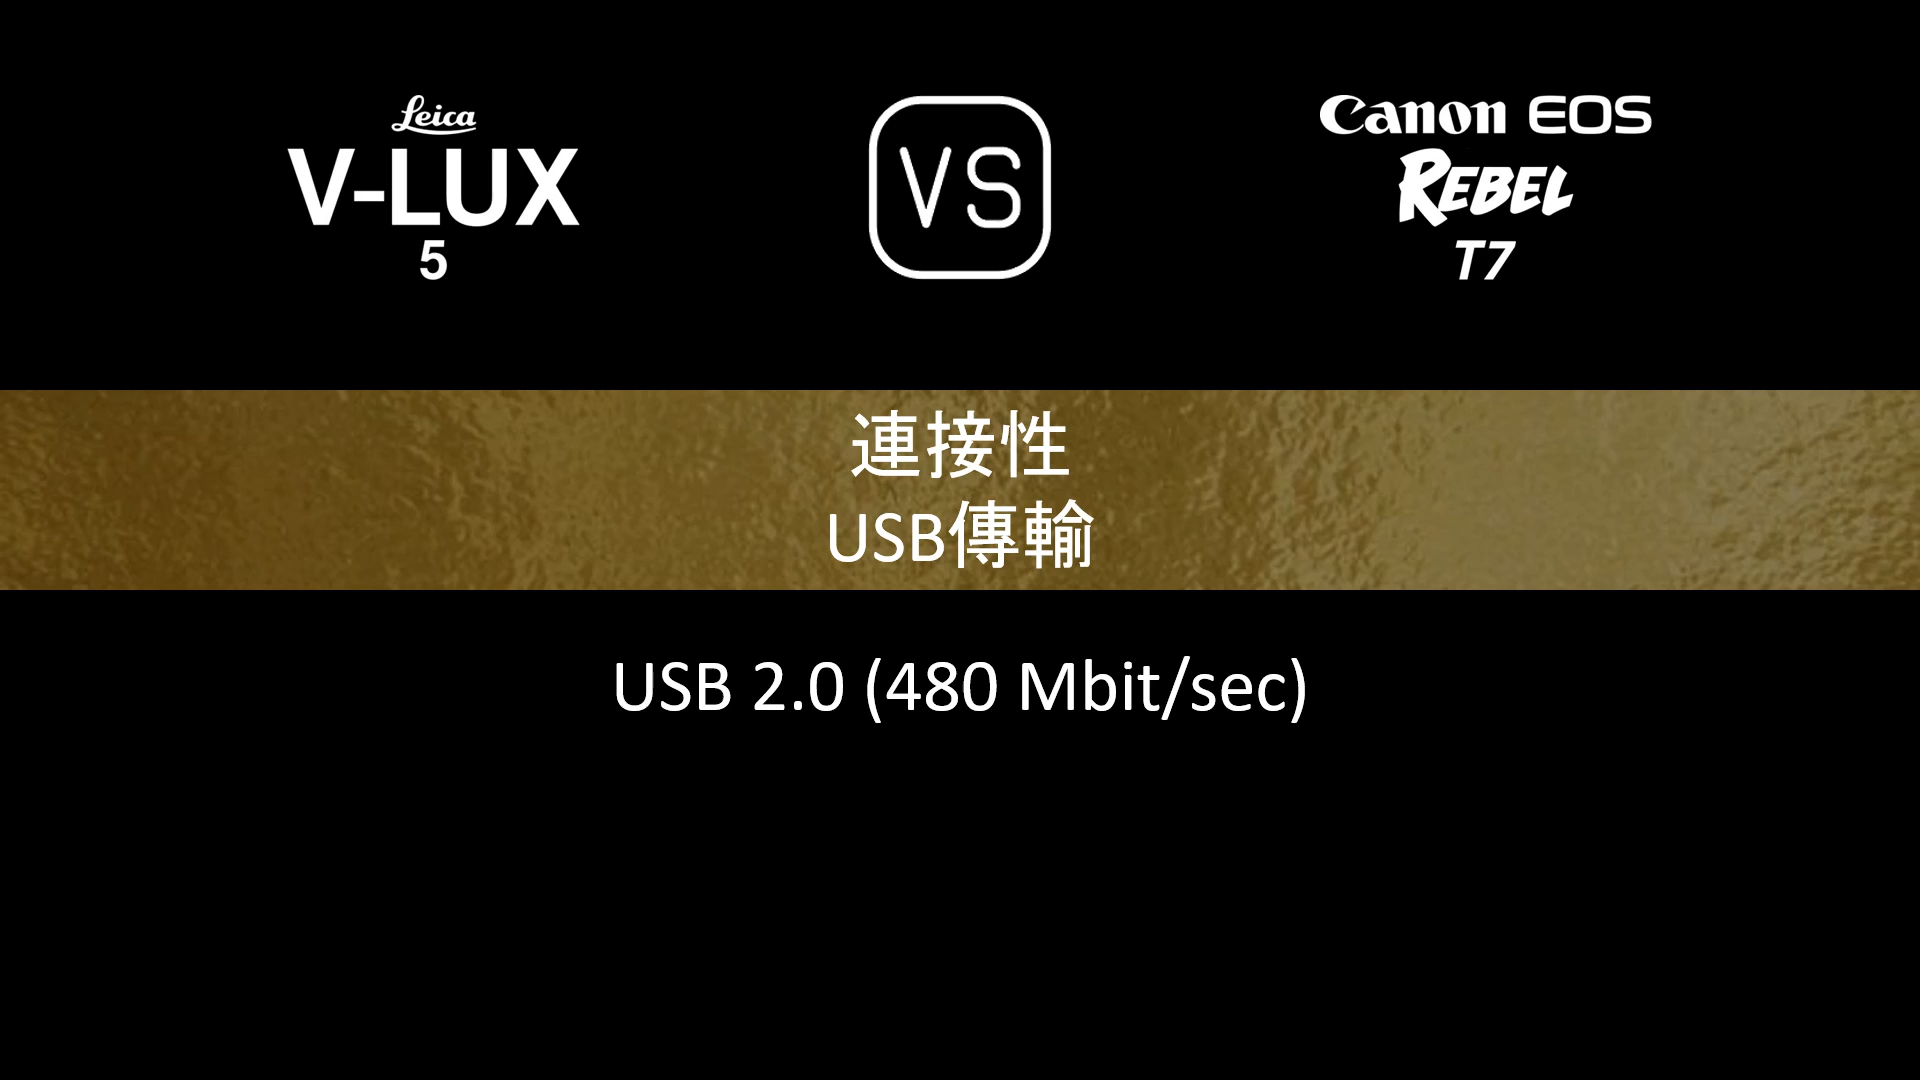 Leica
V-LUX
5
VS
Canon EOS
REBEL
T7
連接性
USB傳輸
USB 2.0 (480 Mbit/sec)